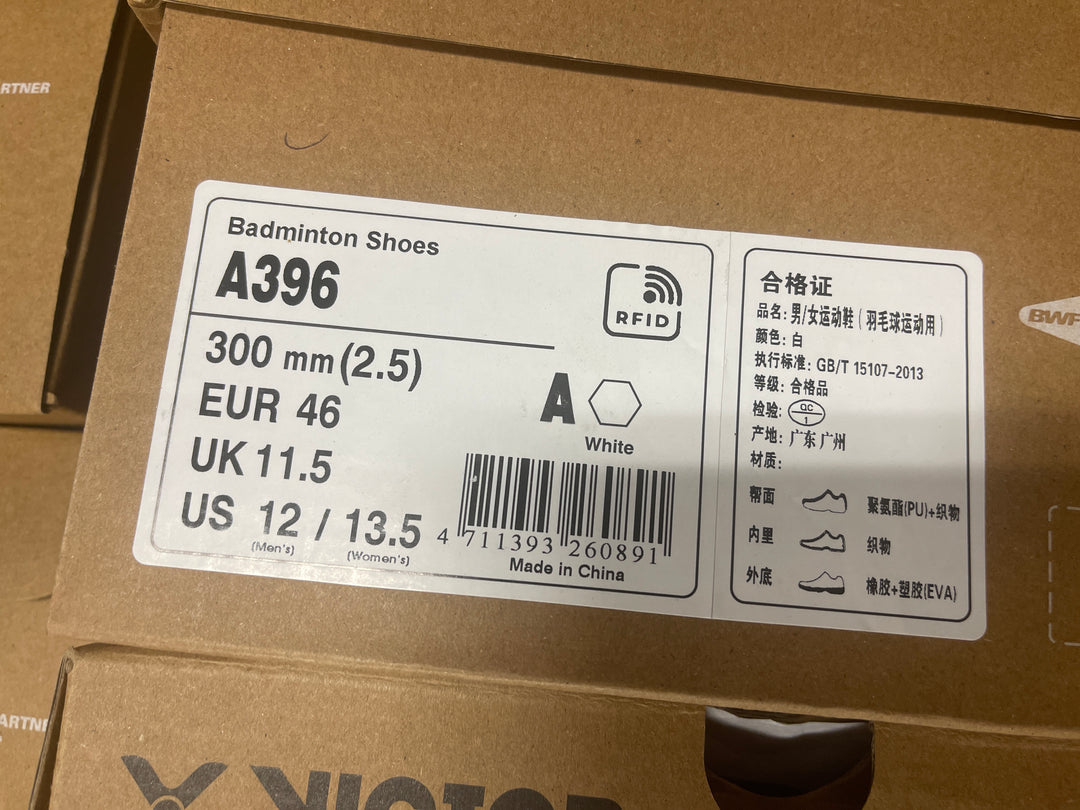 ARTNER
Badminton Shoes
A396
RFID
300 mm (2.5)
EUR 46
UK 11.5
US 12 / 13.5
(Men's) (Women's)
A
White
4 711393 260891
Made in China
合格证
品名: 男/女运动鞋 ( 羽毛球运动用 )
颜色: 白
执行标准: GB/T 15107-2013
等级: 合格品
检验: QC 1
产地: 广东 广州
材质:
帮面 聚氨酯(PU)+织物
内里 织物
外底 橡胶+塑胶(EVA)
BWF
ARTNE
VICTOR